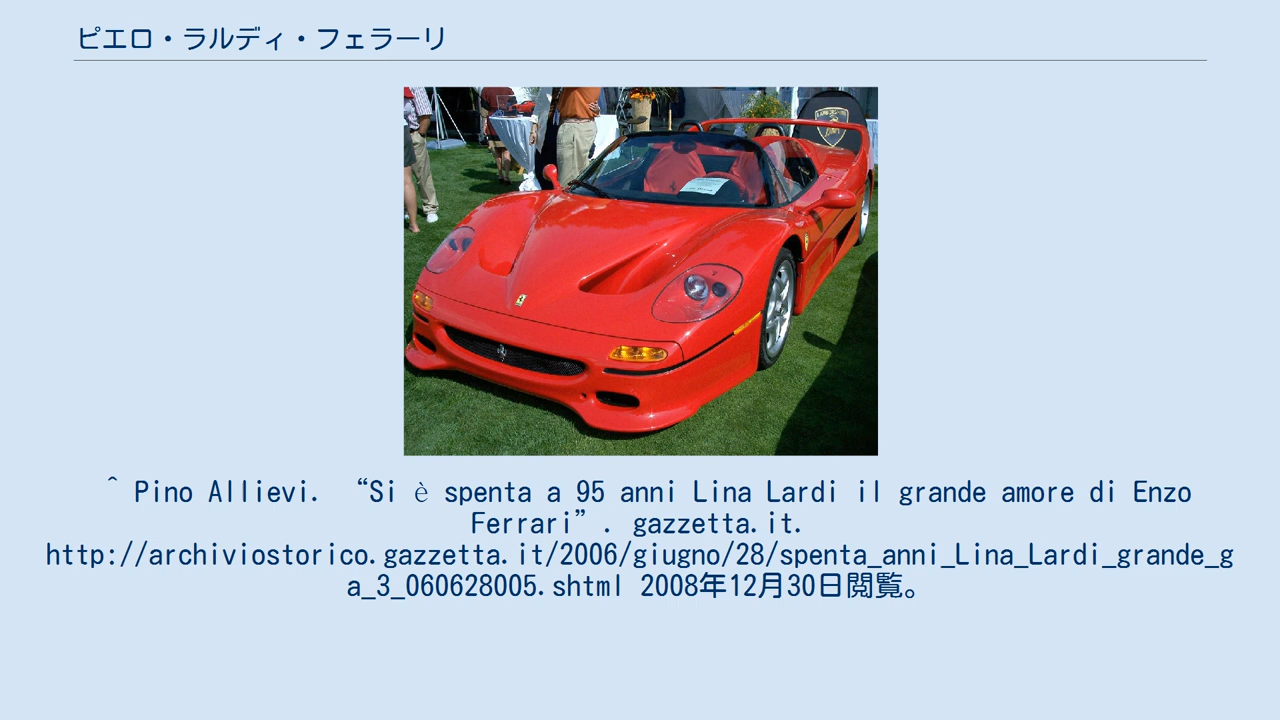 ピエロ・ラルディ・フェラーリ
^ Pino Allievi. “Si è spenta a 95 anni Lina Lardi il grande amore di Enzo
Ferrari”. gazzetta.it.
http://archiviostorico.gazzetta.it/2006/giugno/28/spenta_anni_Lina_Lardi_grande_g
a_3_060628005.shtml 2008年12月30日閲覧。